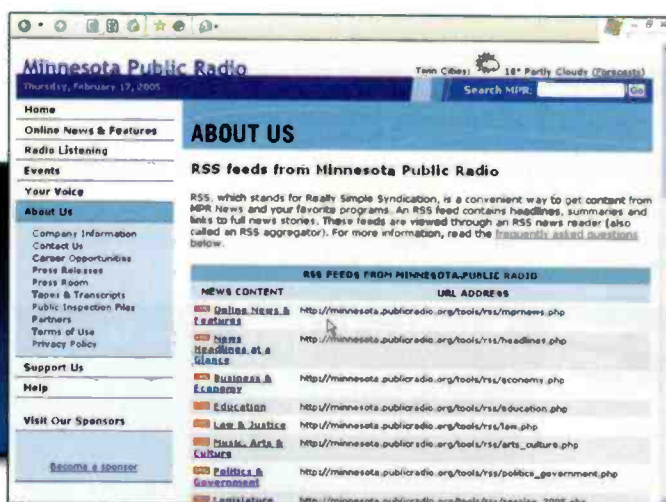 Minnesota Public Radio
Twin Cities: 18° Partly Cloudy (Forecasts)
Thursday, February 17, 2005
Search MPR: Go
Home
Online News & Features
Radio Listening
Events
Your Voice
About Us
Company Information
Contact Us
Career Opportunities
Press Releases
Press Room
Tapes & Transcripts
Public Inspection Files
Partners
Terms of Use
Privacy Policy
Support Us
Help
Visit Our Sponsors
Become a sponsor
ABOUT US
RSS feeds from Minnesota Public Radio
RSS, which stands for Really Simple Syndication, is a convenient way to get content from
MPR News and your favorite programs. An RSS feed contains headlines, summaries and
links to full news stories. These feeds are viewed through an RSS news reader (also
called an RSS aggregator). For more information, read the frequently asked questions
below.
RSS FEEDS FROM MINNESOTA PUBLIC RADIO
NEWS CONTENT URL ADDRESS
Online News & http://minnesota.publicradio.org/tools/rss/mprnews.php
Features
News http://minnesota.publicradio.org/tools/rss/headlines.php
Headlines at a
Glance
Business & http://minnesota.publicradio.org/tools/rss/economy.php
Economy
Education http://minnesota.publicradio.org/tools/rss/education.php
Law & Justice http://minnesota.publicradio.org/tools/rss/law.php
Music, Arts & http://minnesota.publicradio.org/tools/rss/arts_culture.php
Culture
Politics & http://minnesota.publicradio.org/tools/rss/politics_government.php
Government
Legislature